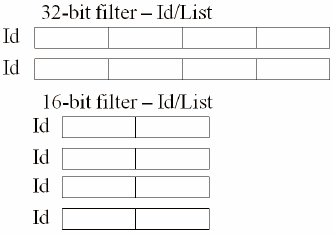 32-bit filter – Id/List
Id
Id
16-bit filter – Id/List
Id
Id
Id
Id